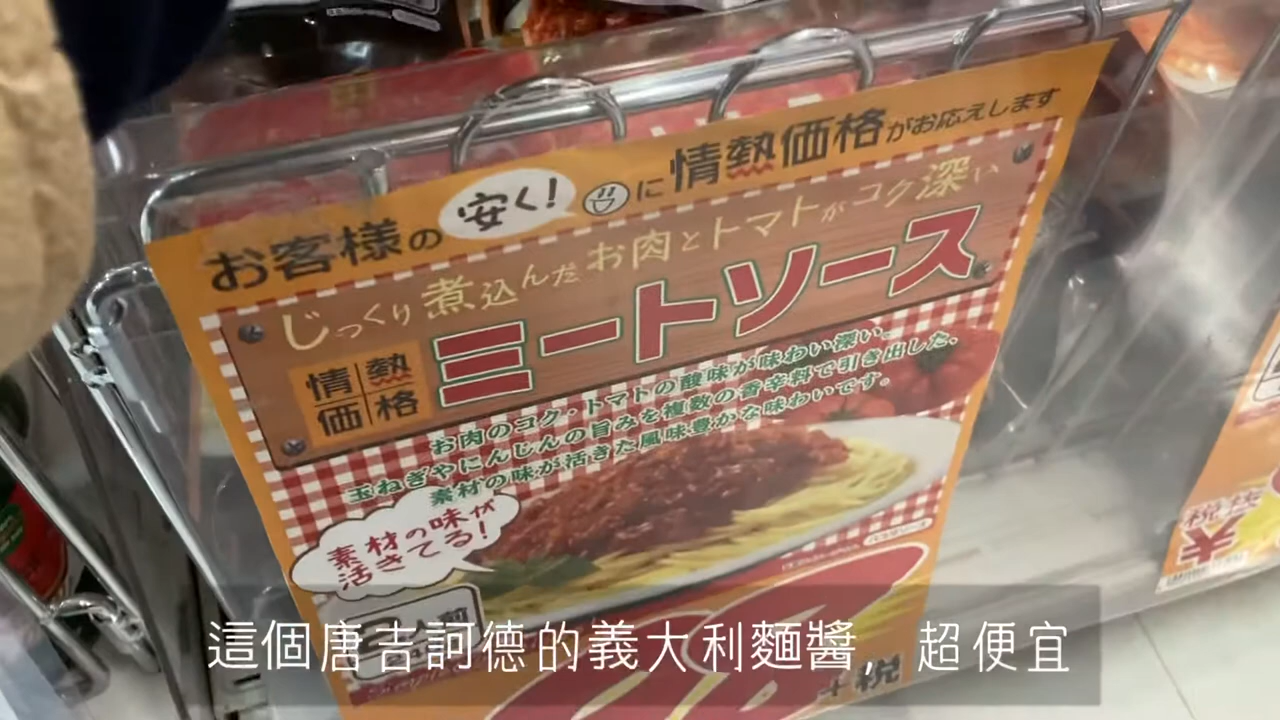 お客様の安く!に情熱価格がお応えします
じっくり煮込んだお肉とトマトがコク深い
情熱価格
ミートソース
お肉のコク・トマトの酸味が味わい深い。
玉ねぎやにんじんの旨みを複数の香辛料で引き出した、
素材の味が活きた風味豊かな味わいです。
素材の味が
活きてる!
+税
這個唐吉訶德的義大利麵醬, 超便宜